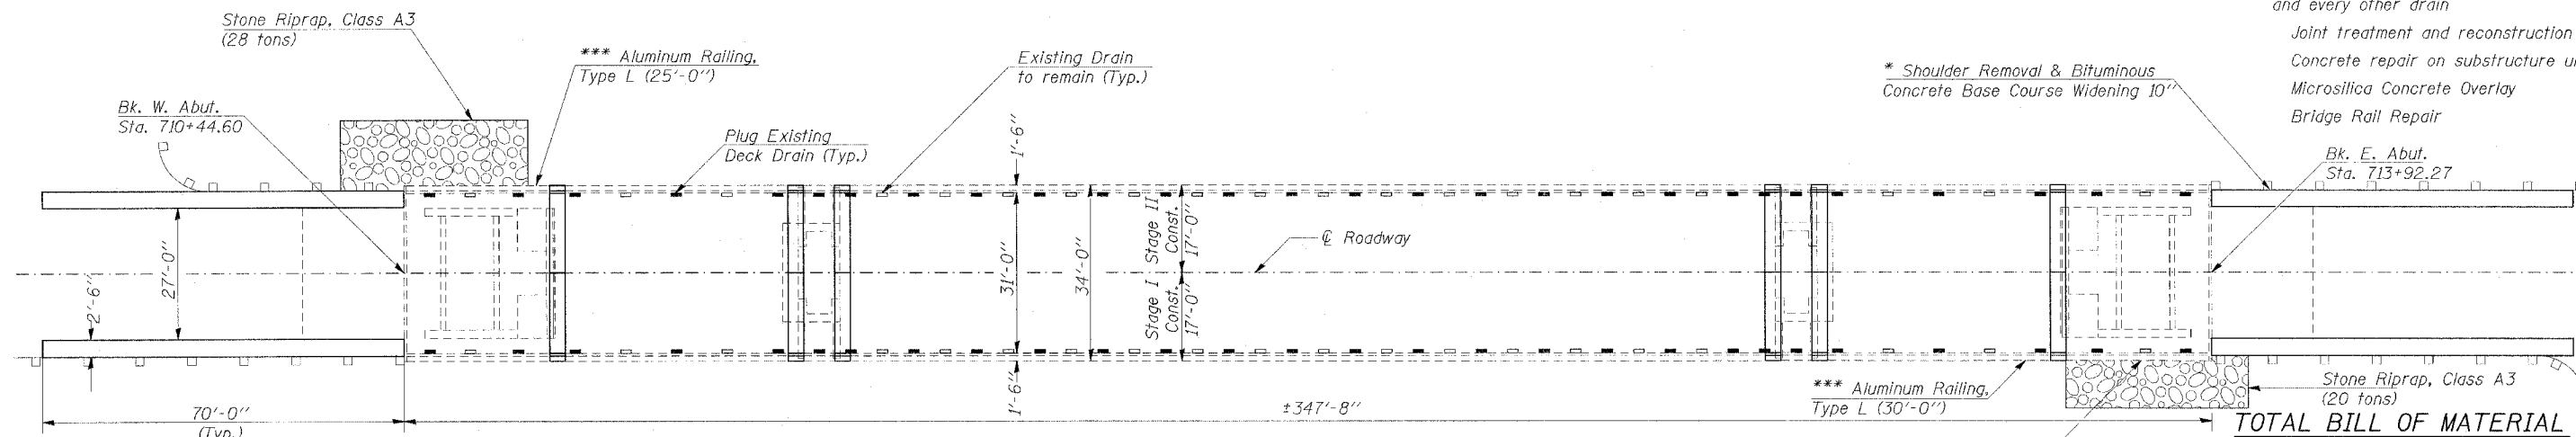 Stone Riprap, Class A3
(28 tons)
*** Aluminum Railing,
Type L (25'-0")
Existing Drain
to remain (Typ.)
Bk. W. Abut.
Sta. 710+44.60
Plug Existing
Deck Drain (Typ.)
* Shoulder Removal & Bituminous
Concrete Base Course Widening 10"
and every other drain
Joint treatment and reconstruction
Concrete repair on substructure
Microsilica Concrete Overlay
Bridge Rail Repair
Bk. E. Abut.
Sta. 713+92.27
1'-6"
27'-0"
2'-6"
31'-0"
34'-0"
Stage II
Const.
17'-0"
Stage I
Const.
17'-0"
℄ Roadway
1'-6"
70'-0"
(Typ.)
±347'-8"
*** Aluminum Railing,
Type L (30'-0")
Stone Riprap, Class A3
(20 tons)
TOTAL BILL OF MATERIAL